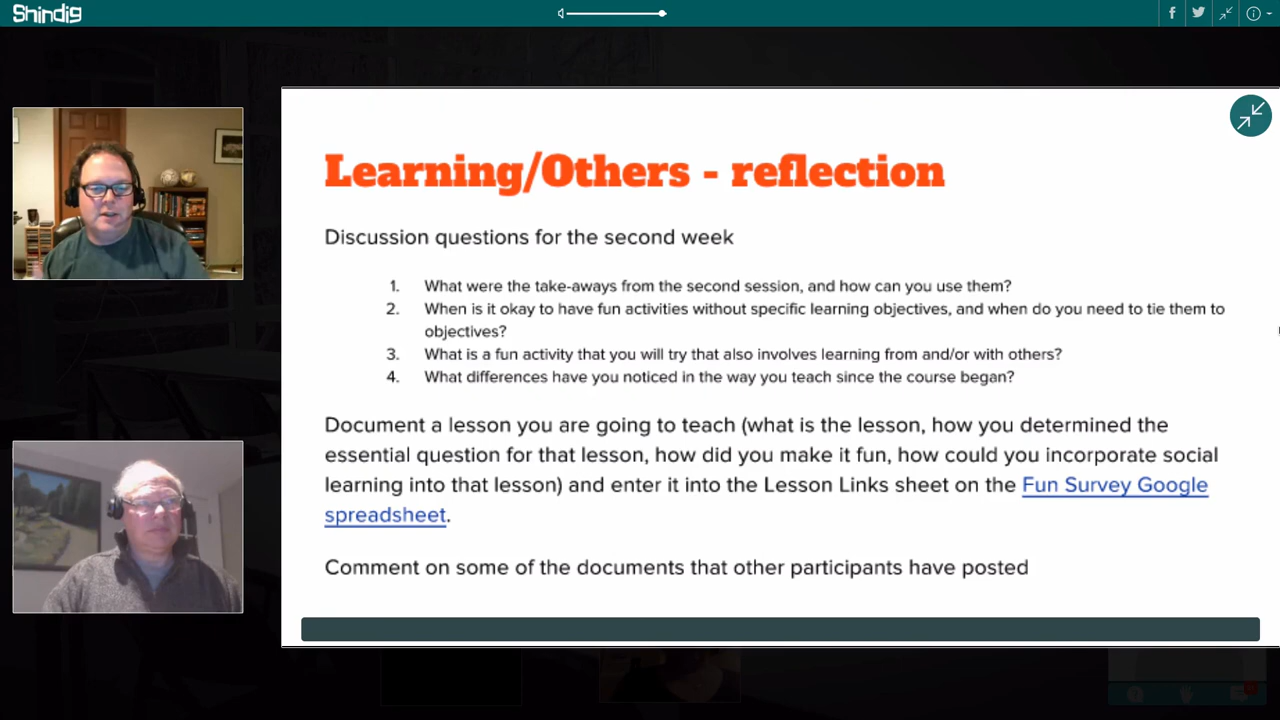 Shindig
Learning/Others - reflection
Discussion questions for the second week
1. What were the take-aways from the second session, and how can you use them?
2. When is it okay to have fun activities without specific learning objectives, and when do you need to tie them to
objectives?
3. What is a fun activity that you will try that also involves learning from and/or with others?
4. What differences have you noticed in the way you teach since the course began?
Document a lesson you are going to teach (what is the lesson, how you determined the
essential question for that lesson, how did you make it fun, how could you incorporate social
learning into that lesson) and enter it into the Lesson Links sheet on the Fun Survey Google
spreadsheet.
Comment on some of the documents that other participants have posted